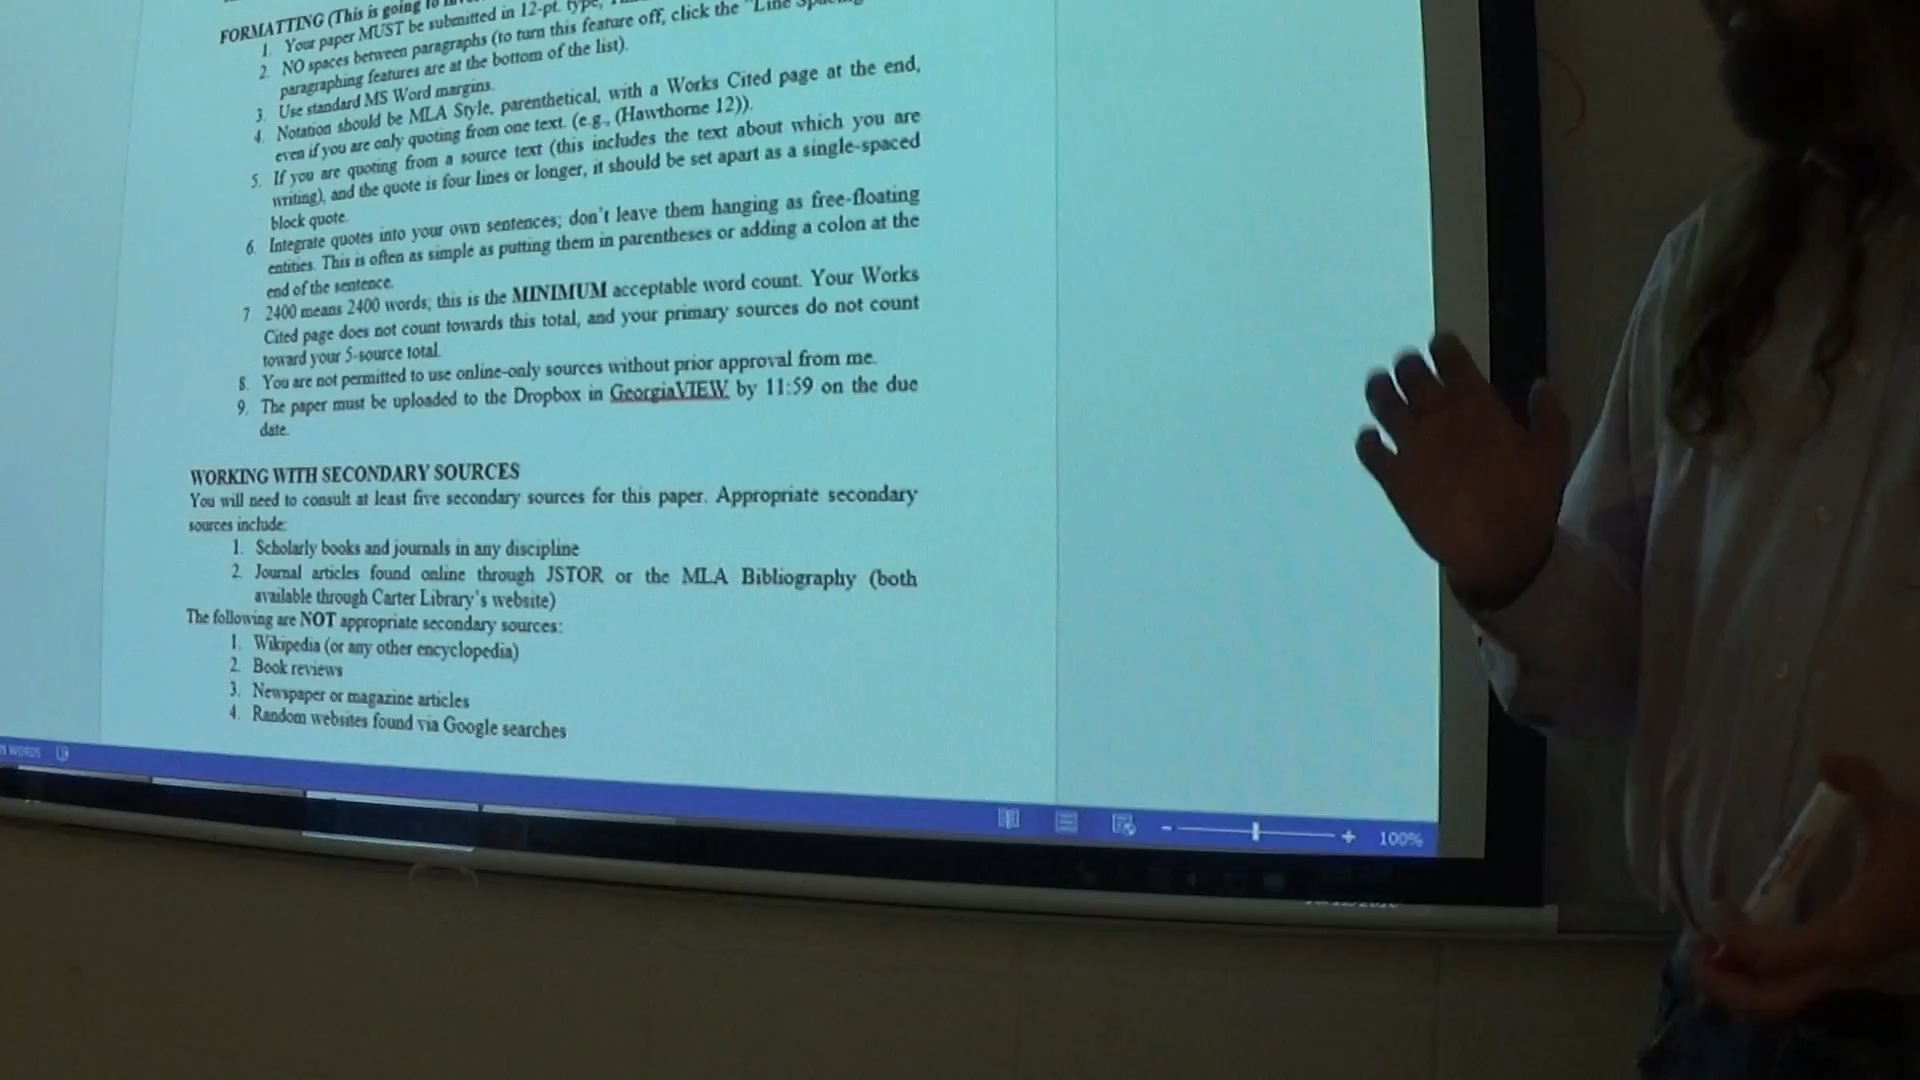 FORMATTING (This is going to
1. Your paper MUST be submitted in 12-pt. type,
2. NO spaces between paragraphs (to turn this feature off, click the "Line Spacing
paragraphing features are at the bottom of the list).
3. Use standard MS Word margins.
4. Notation should be MLA Style, parenthetical, with a Works Cited page at the end,
even if you are only quoting from one text. (e.g., (Hawthorne 12)).
5. If you are quoting from a source text (this includes the text about which you are
writing), and the quote is four lines or longer, it should be set apart as a single-spaced
block quote.
6. Integrate quotes into your own sentences; don't leave them hanging as free-floating
entities. This is often as simple as putting them in parentheses or adding a colon at the
end of the sentence.
7. 2400 means 2400 words; this is the MINIMUM acceptable word count. Your Works
Cited page does not count towards this total, and your primary sources do not count
toward your 5-source total.
8. You are not permitted to use online-only sources without prior approval from me.
9. The paper must be uploaded to the Dropbox in GeorgiaVIEW by 11:59 on the due
date.
WORKING WITH SECONDARY SOURCES
You will need to consult at least five secondary sources for this paper. Appropriate secondary
sources include:
1. Scholarly books and journals in any discipline
2. Journal articles found online through JSTOR or the MLA Bibliography (both
available through Carter Library's website)
The following are NOT appropriate secondary sources:
1. Wikipedia (or any other encyclopedia)
2. Book reviews
3. Newspaper or magazine articles
4. Random websites found via Google searches
WORDS
100%